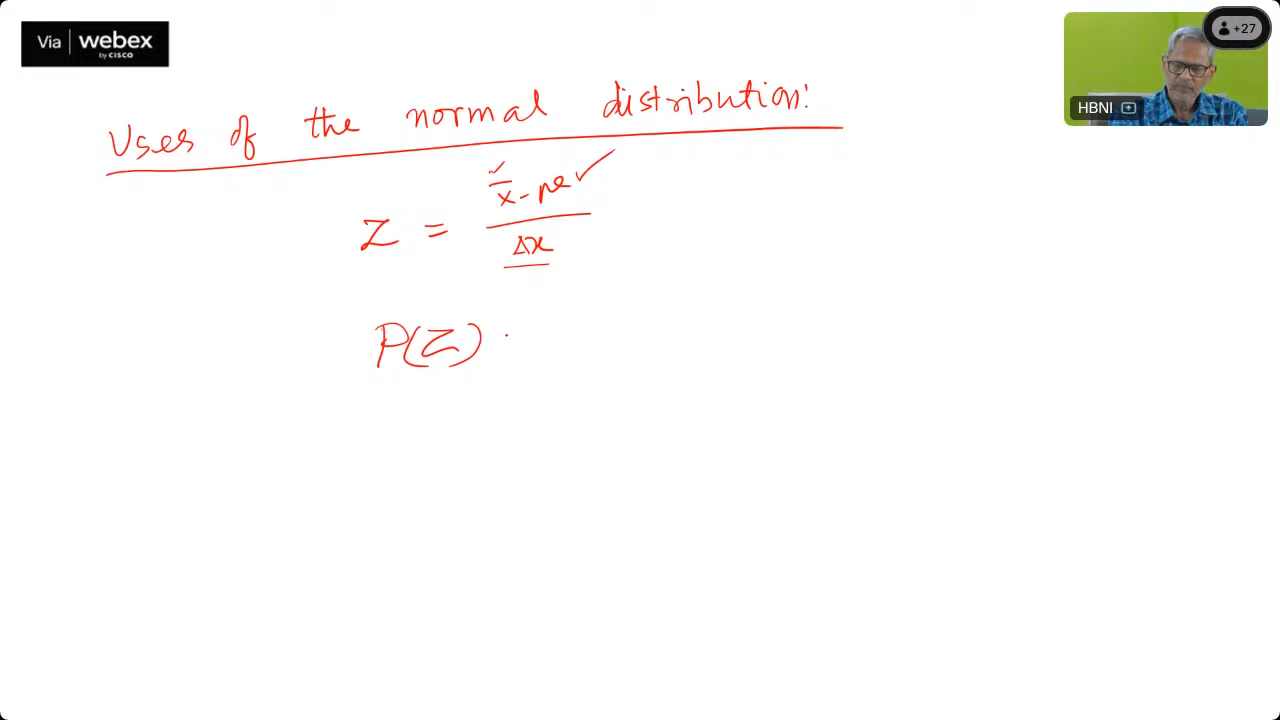 Via | webex
by CISCO
+27
HBNI
Uses of the normal distribution:
Z = x̅ - μ / Δx
P(Z)